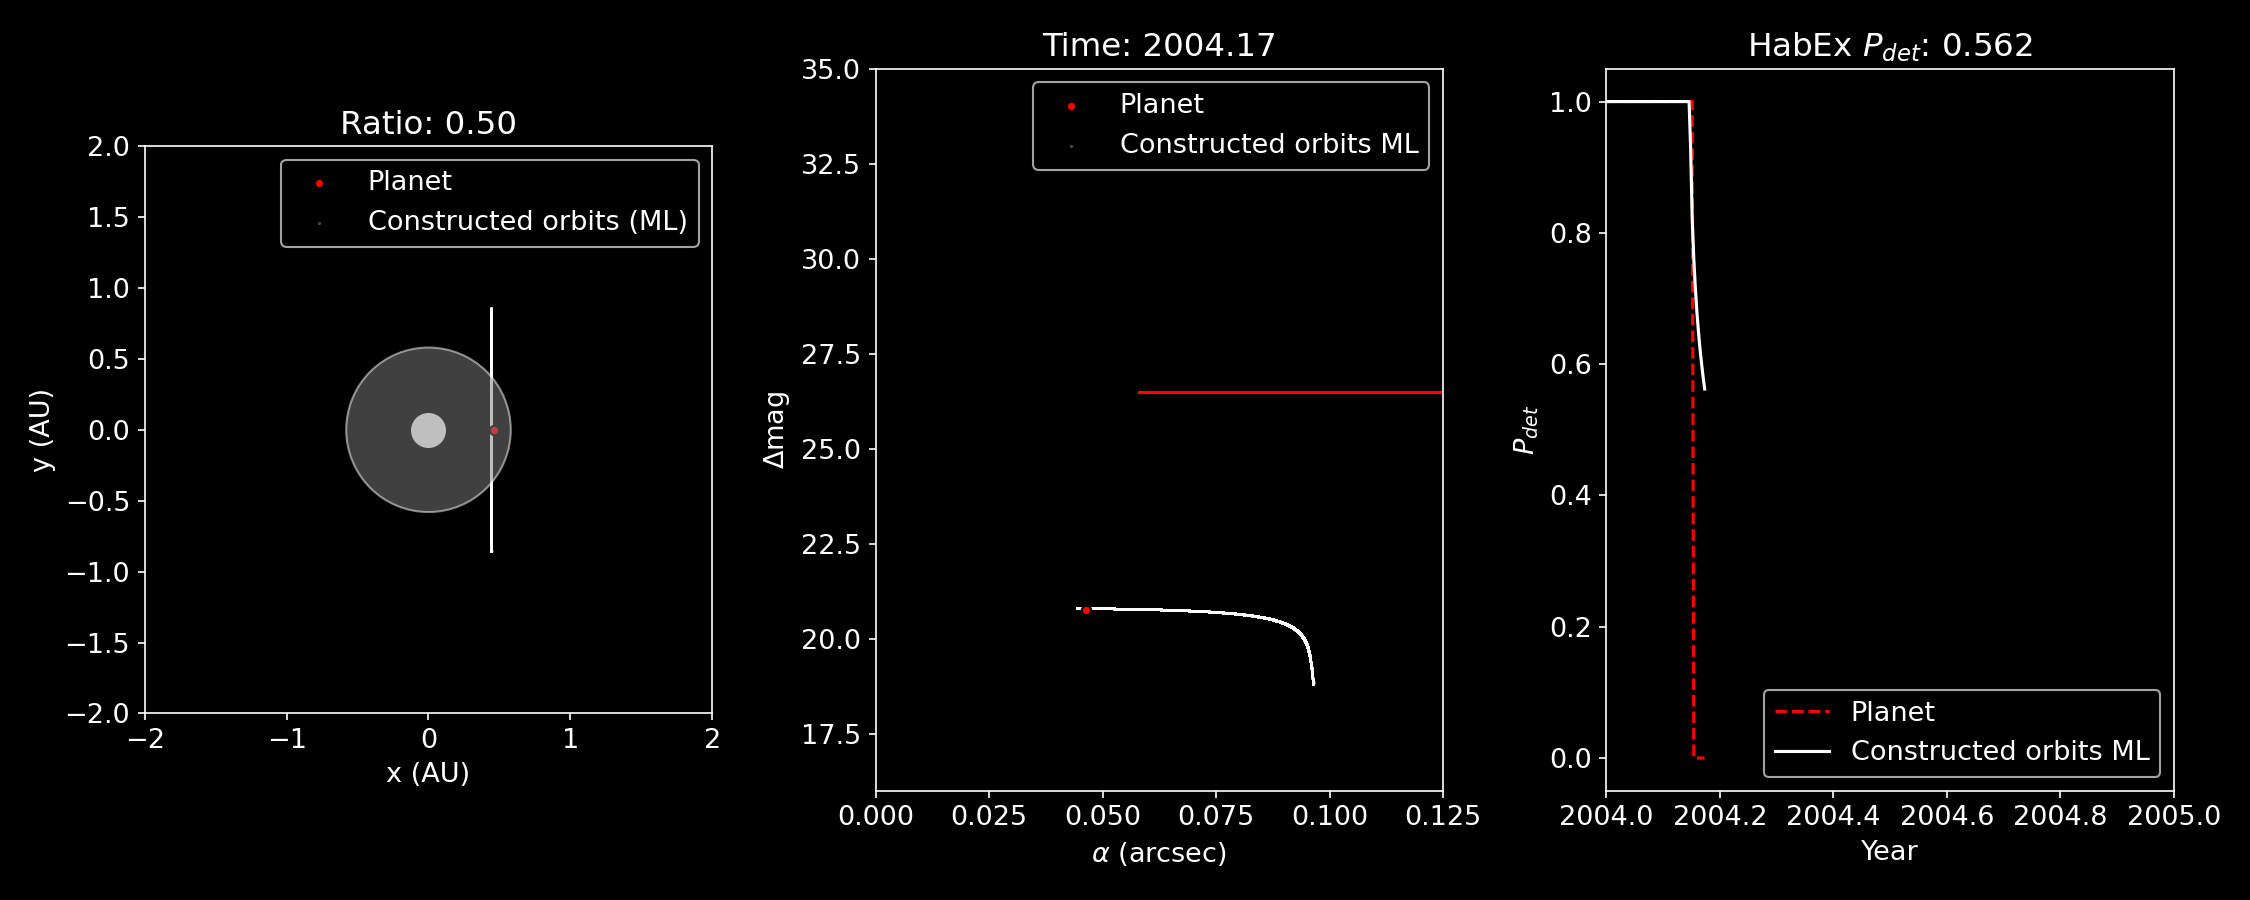 Ratio: 0.50
2.0
1.5
1.0
0.5
0.0
−0.5
−1.0
−1.5
−2.0
y (AU)
−2 −1 0 1 2
x (AU)
Planet
Constructed orbits (ML)
Time: 2004.17
35.0
32.5
30.0
27.5
25.0
22.5
20.0
17.5
Δmag
0.000 0.025 0.050 0.075 0.100 0.125
α (arcsec)
Planet
Constructed orbits ML
HabEx P_det: 0.562
1.0
0.8
0.6
0.4
0.2
0.0
P_det
2004.0 2004.2 2004.4 2004.6 2004.8 2005.0
Year
Planet
Constructed orbits ML